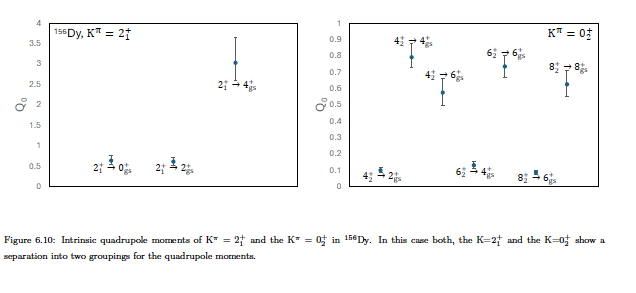 4
3.5
3
2.5
2
1.5
1
0.5
0
Q₀
¹⁵⁶Dy, Kᵖⁱ = 2₁⁺
2₁⁺ → 0gs⁺
2₁⁺ → 2gs⁺
2₁⁺ → 4gs⁺
1
0.9
0.8
0.7
0.6
0.5
0.4
0.3
0.2
0.1
0
Q₀
K^π = 0₂⁺
4₂⁺ → 4gs⁺
4₂⁺ → 6gs⁺
6₂⁺ → 6gs⁺
8₂⁺ → 8gs⁺
4₂⁺ → 2gs⁺
6₂⁺ → 4gs⁺
8₂⁺ → 6gs⁺
Figure 6.10: Intrinsic quadrupole moments of K^π = 2₁⁺ and the K^π = 0₂⁺ in ¹⁵⁶Dy. In this case both, the K=2₁⁺ and the K=0₂⁺ show a
separation into two groupings for the quadrupole moments.